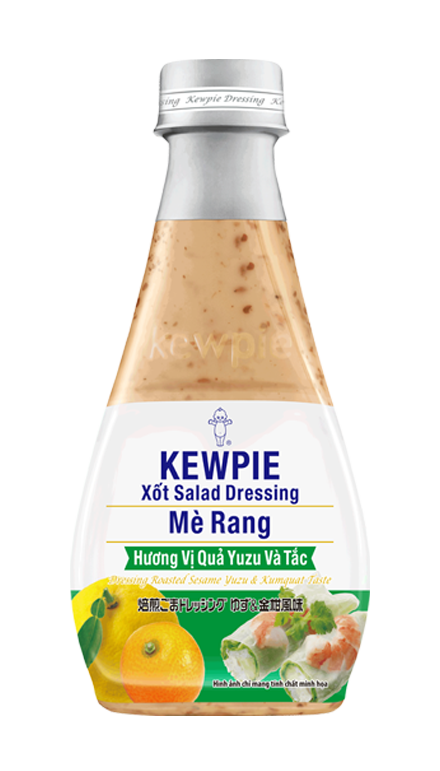 Kewpie Dressing
kewpie
KEWPIE
Xốt Salad Dressing
Mè Rang
Hương Vị Quả Yuzu Và Tắc
Dressing Roasted Sesame Yuzu & Kumquat Taste
焙煎ごまドレッシング ゆず&金柑風味
Hình ảnh chỉ mang tính chất minh họa